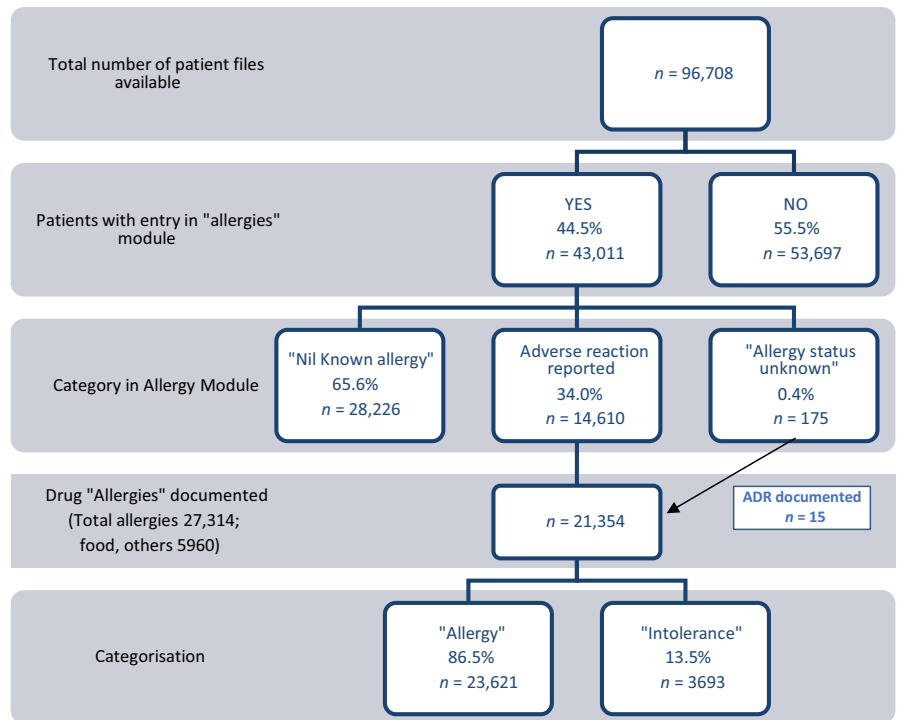 Total number of patient files
available
n = 96,708
Patients with entry in "allergies"
module
YES
44.5%
n = 43,011
NO
55.5%
n = 53,697
Category in Allergy Module
"Nil Known allergy"
65.6%
n = 28,226
Adverse reaction
reported
34.0%
n = 14,610
"Allergy status
unknown"
0.4%
n = 175
Drug "Allergies" documented
(Total allergies 27,314;
food, others 5960)
n = 21,354
ADR documented
n = 15
Categorisation
"Allergy"
86.5%
n = 23,621
"Intolerance"
13.5%
n = 3693